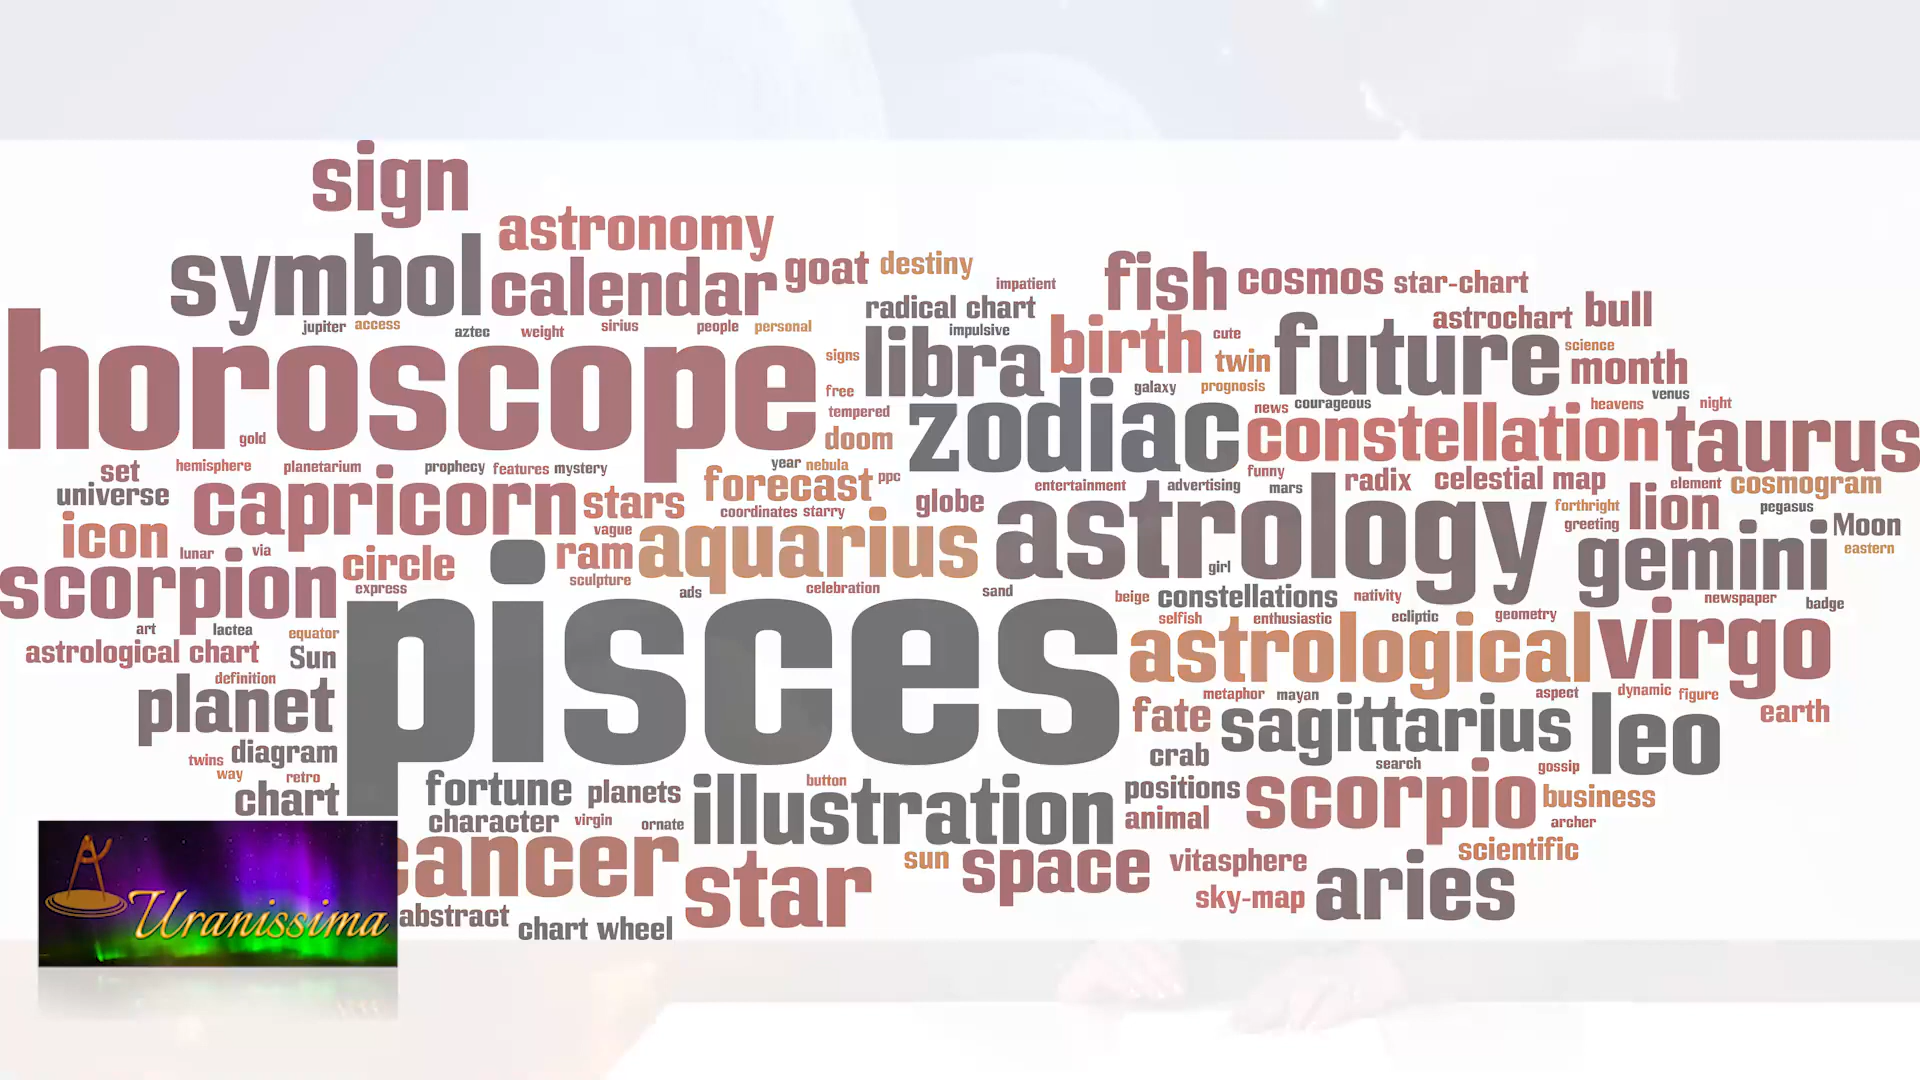 sign
astronomy
symbol
calendar
goat
destiny
impatient
fish
cosmos
star-chart
jupiter
access
aztec
weight
sirius
people
personal
radical chart
impulsive
birth
cute
astrochart
bull
horoscope
signs
libra
twin
future
science
month
free
galaxy
prognosis
venus
tempered
zodiac
news
courageous
heavens
night
gold
doom
constellation
taurus
set
hemisphere
planetarium
prophecy
features
mystery
year
nebula
ppc
funny
universe
capricorn
stars
forecast
globe
entertainment
advertising
mars
radix
celestial map
element
cosmogram
coordinates
starry
astrology
forthright
lion
pegasus
icon
vague
greeting
Moon
lunar
via
circle
ram
aquarius
gemini
eastern
scorpion
express
sculpture
ads
celebration
sand
girl
beige
constellations
nativity
newspaper
badge
art
lactea
equator
pisces
selfish
enthusiastic
ecliptic
geometry
astrological chart
Sun
astrological
virgo
definition
metaphor
mayan
aspect
dynamic
figure
planet
fate
sagittarius
leo
earth
twins
diagram
crab
search
gossip
way
retro
chart
fortune
planets
button
illustration
positions
scorpio
business
character
virgin
ornate
animal
archer
cancer
star
sun
space
vitasphere
scientific
sky-map
aries
abstract
chart wheel
Uranissima